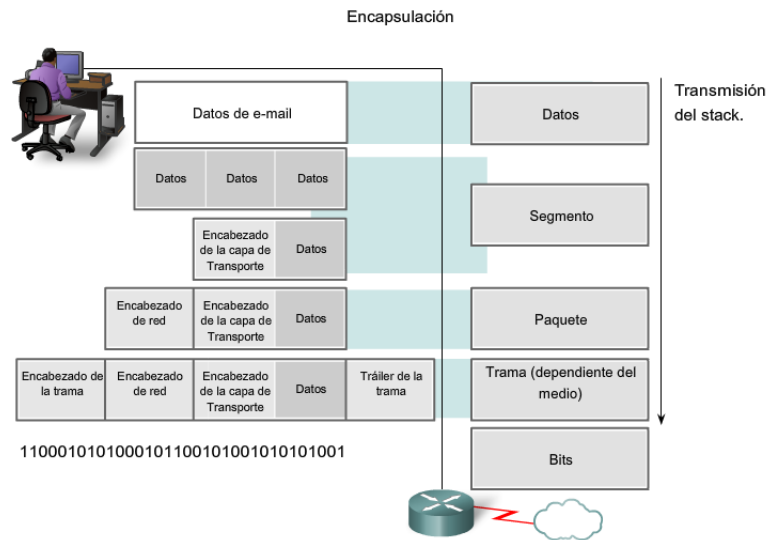 Encapsulación
Transmisión
del stack.
Datos de e-mail
Datos
Datos
Datos
Datos
Segmento
Encabezado
de la capa de
Transporte
Datos
Encabezado
de red
Encabezado
de la capa de
Transporte
Datos
Paquete
Encabezado de
la trama
Encabezado
de red
Encabezado
de la capa de
Transporte
Datos
Tráiler de la
trama
Trama (dependiente del
medio)
1100010101000101100101001010101001
Bits